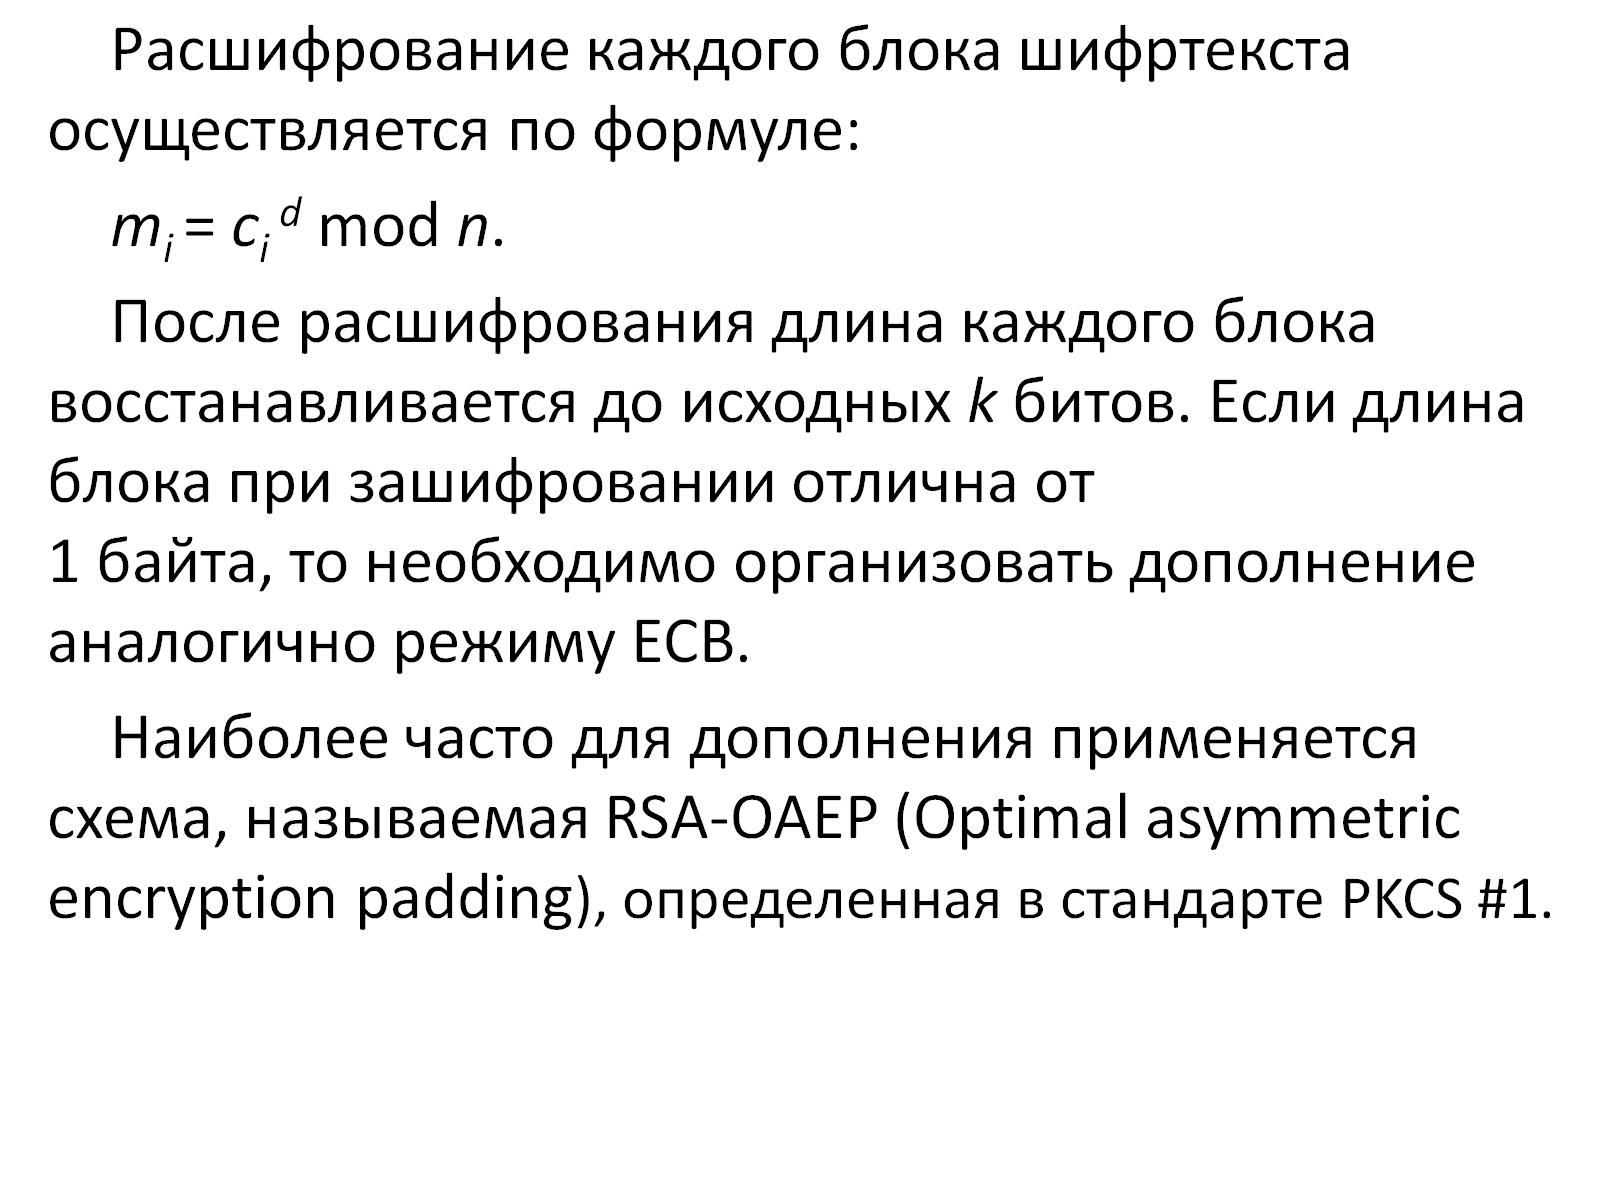 Расшифрование каждого блока шифртекста
осуществляется по формуле:
mᵢ = cᵢ ᵈ mod n.
После расшифрования длина каждого блока
восстанавливается до исходных k битов. Если длина
блока при зашифровании отлична от
1 байта, то необходимо организовать дополнение
аналогично режиму ECB.
Наиболее часто для дополнения применяется
схема, называемая RSA-OAEP (Optimal asymmetric
encryption padding), определенная в стандарте PKCS #1.